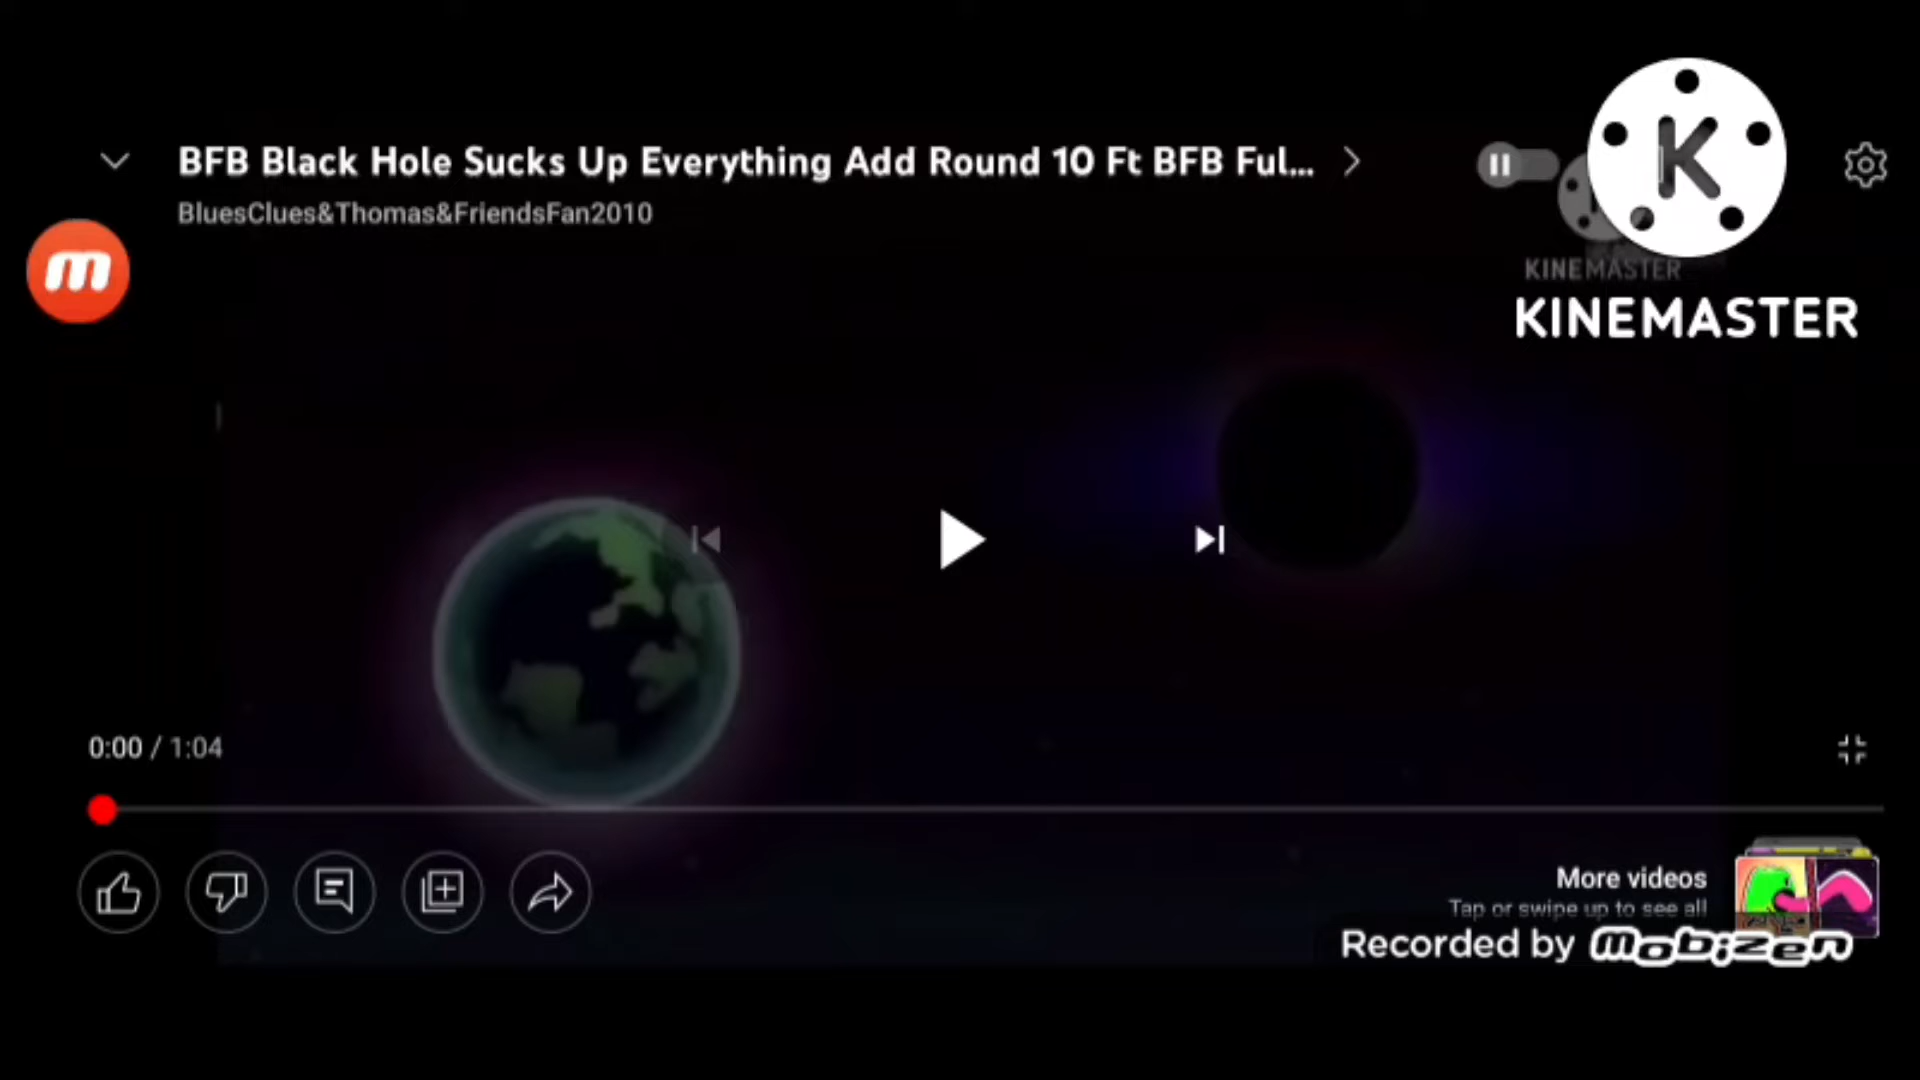 BFB Black Hole Sucks Up Everything Add Round 10 Ft BFB Ful...
BluesClues&Thomas&FriendsFan2010
m
K
KINEMASTER
KINEMASTER
0:00 / 1:04
More videos
Tap or swipe up to see all
Recorded by mobizen